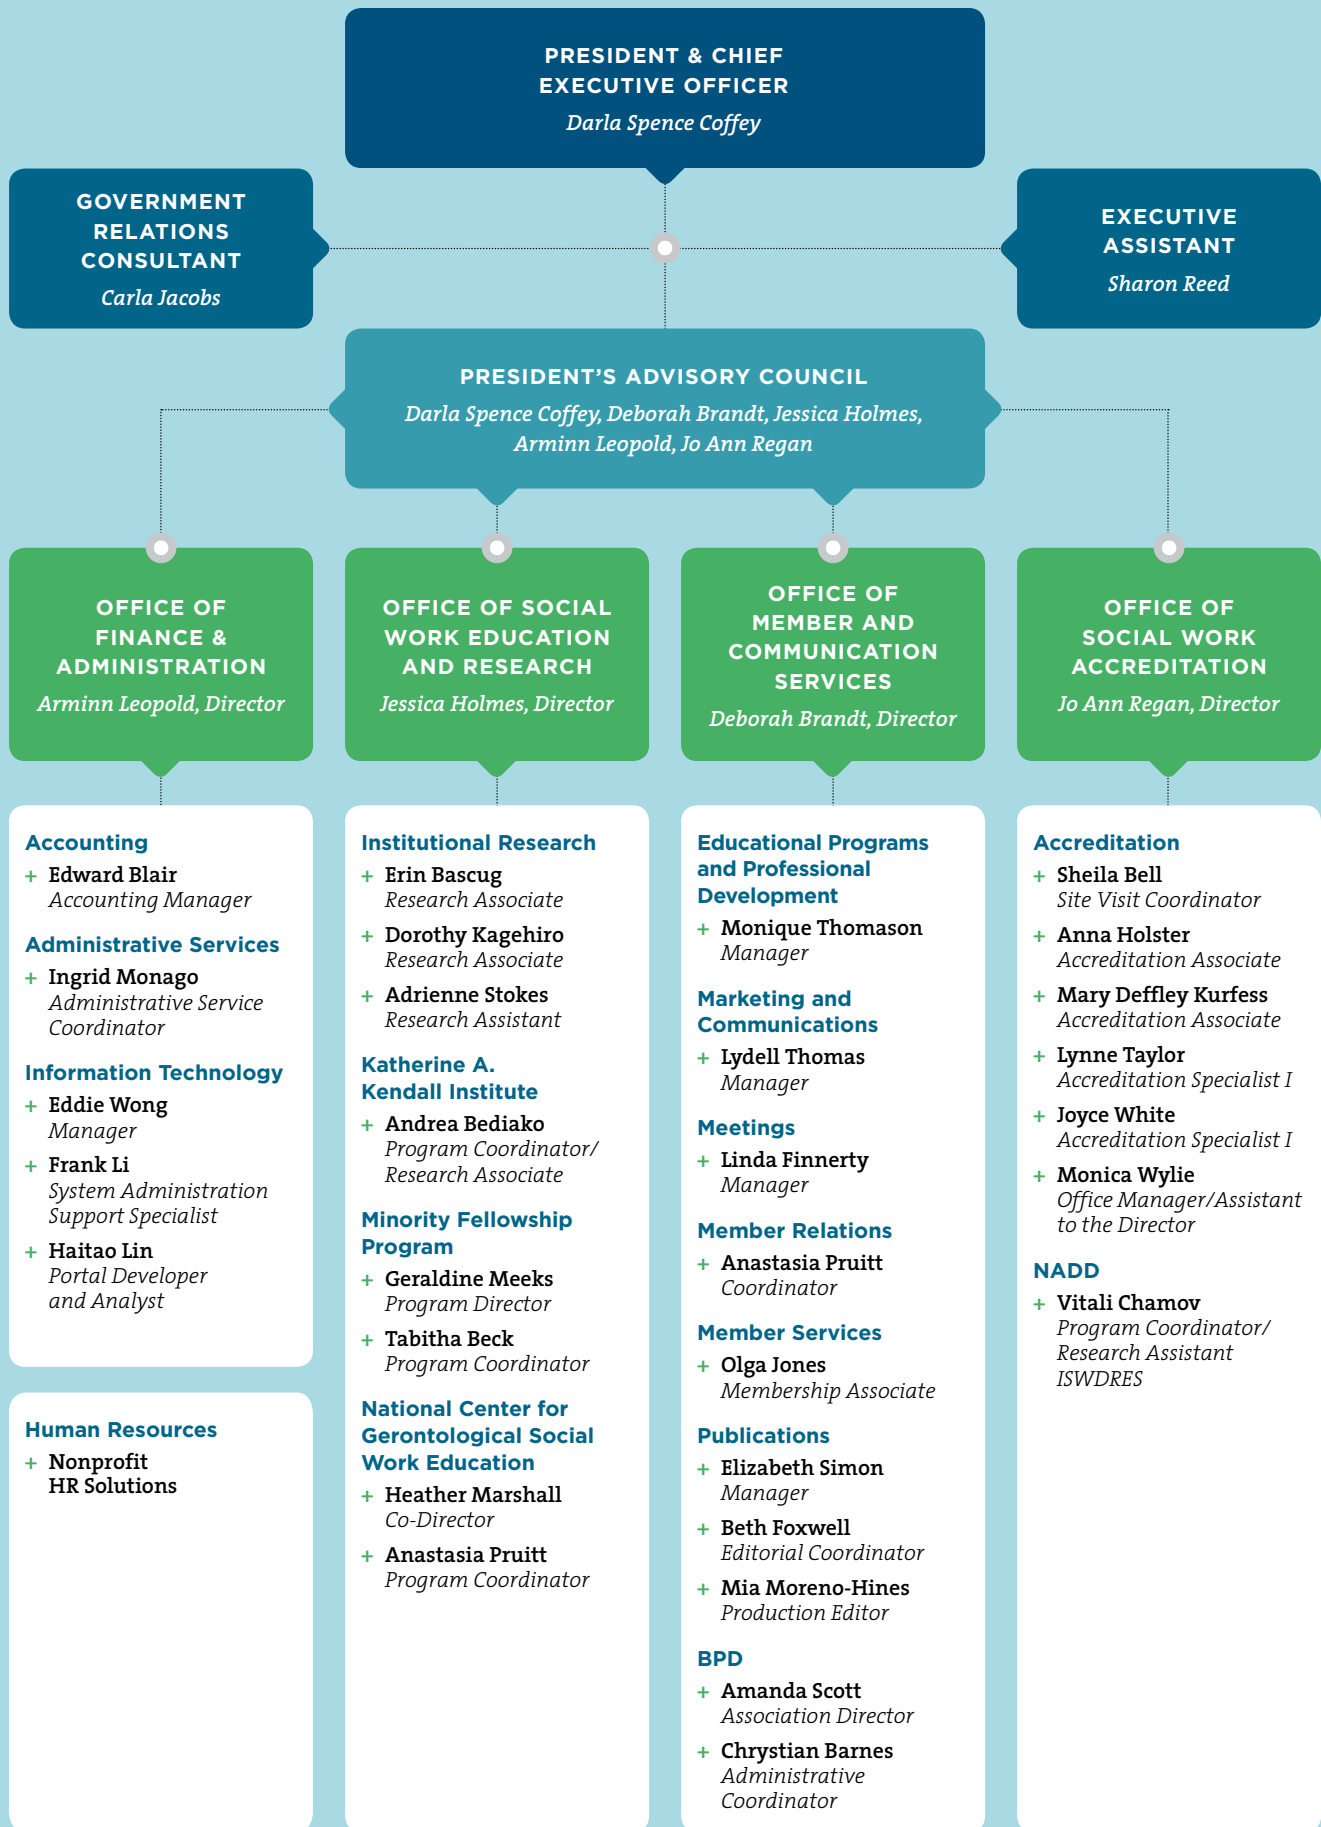 PRESIDENT & CHIEF
EXECUTIVE OFFICER
Darla Spence Coffey
GOVERNMENT
RELATIONS
CONSULTANT
Carla Jacobs
EXECUTIVE
ASSISTANT
Sharon Reed
PRESIDENT’S ADVISORY COUNCIL
Darla Spence Coffey, Deborah Brandt, Jessica Holmes,
Arminn Leopold, Jo Ann Regan
OFFICE OF
FINANCE &
ADMINISTRATION
Arminn Leopold, Director
OFFICE OF SOCIAL
WORK EDUCATION
AND RESEARCH
Jessica Holmes, Director
OFFICE OF
MEMBER AND
COMMUNICATION
SERVICES
Deborah Brandt, Director
OFFICE OF
SOCIAL WORK
ACCREDITATION
Jo Ann Regan, Director
Accounting
+ Edward Blair
Accounting Manager
Administrative Services
+ Ingrid Monago
Administrative Service
Coordinator
Information Technology
+ Eddie Wong
Manager
+ Frank Li
System Administration
Support Specialist
+ Haitao Lin
Portal Developer
and Analyst
Human Resources
+ Nonprofit
HR Solutions
Institutional Research
+ Erin Bascug
Research Associate
+ Dorothy Kagehiro
Research Associate
+ Adrienne Stokes
Research Assistant
Katherine A.
Kendall Institute
+ Andrea Bediako
Program Coordinator/
Research Associate
Minority Fellowship
Program
+ Geraldine Meeks
Program Director
+ Tabitha Beck
Program Coordinator
National Center for
Gerontological Social
Work Education
+ Heather Marshall
Co-Director
+ Anastasia Pruitt
Program Coordinator
Educational Programs
and Professional
Development
+ Monique Thomason
Manager
Marketing and
Communications
+ Lydell Thomas
Manager
Meetings
+ Linda Finnerty
Manager
Member Relations
+ Anastasia Pruitt
Coordinator
Member Services
+ Olga Jones
Membership Associate
Publications
+ Elizabeth Simon
Manager
+ Beth Foxwell
Editorial Coordinator
+ Mia Moreno-Hines
Production Editor
BPD
+ Amanda Scott
Association Director
+ Chrystian Barnes
Administrative
Coordinator
Accreditation
+ Sheila Bell
Site Visit Coordinator
+ Anna Holster
Accreditation Associate
+ Mary Deffley Kurfess
Accreditation Associate
+ Lynne Taylor
Accreditation Specialist I
+ Joyce White
Accreditation Specialist I
+ Monica Wylie
Office Manager/Assistant
to the Director
NADD
+ Vitali Chamov
Program Coordinator/
Research Assistant
ISWDRES